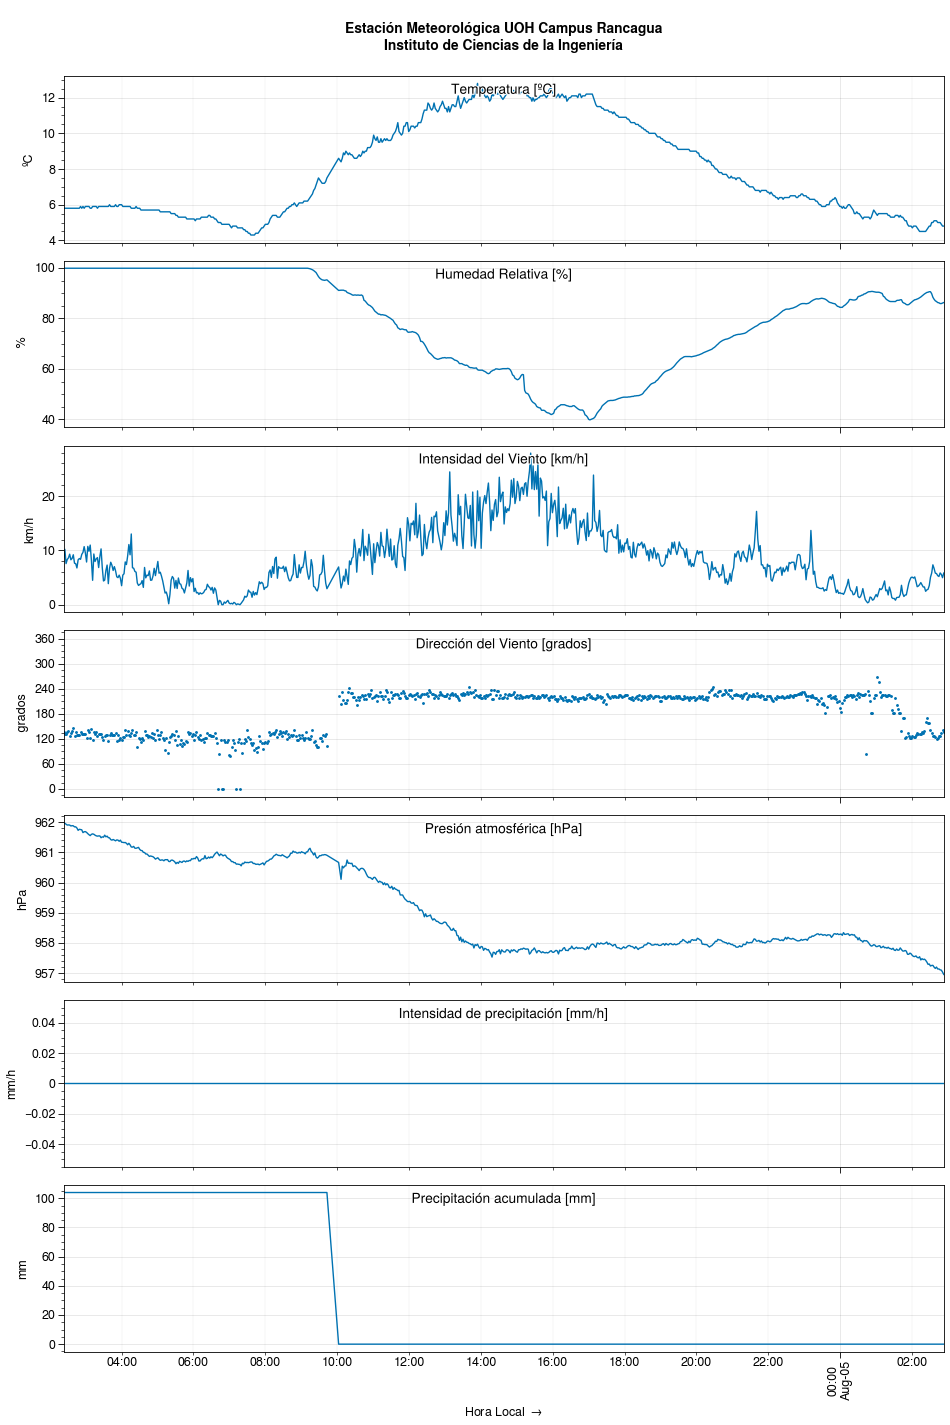 Estación Meteorológica UOH Campus Rancagua
Instituto de Ciencias de la Ingeniería
Temperatura [ºC]
ºC
12
10
8
6
4
Humedad Relativa [%]
%
100
80
60
40
Intensidad del Viento [km/h]
km/h
20
10
0
Dirección del Viento [grados]
grados
360
300
240
180
120
60
0
Presión atmosférica [hPa]
hPa
962
961
960
959
958
957
Intensidad de precipitación [mm/h]
mm/h
0.04
0.02
0
−0.02
−0.04
Precipitación acumulada [mm]
mm
100
80
60
40
20
0
04:00 06:00 08:00 10:00 12:00 14:00 16:00 18:00 20:00 22:00 00:00 02:00
Aug-05
Hora Local →